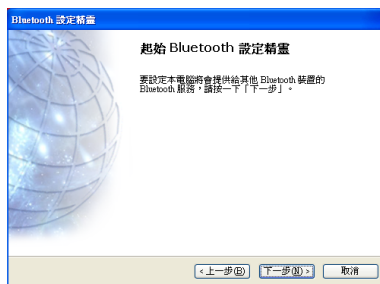 Bluetooth 設定精靈
起始 Bluetooth 設定精靈
要設定本電腦將會提供給其他 Bluetooth 裝置的
Bluetooth 服務，請按一下「下一步」。
<上一步(B) 下一步(N)> 取消